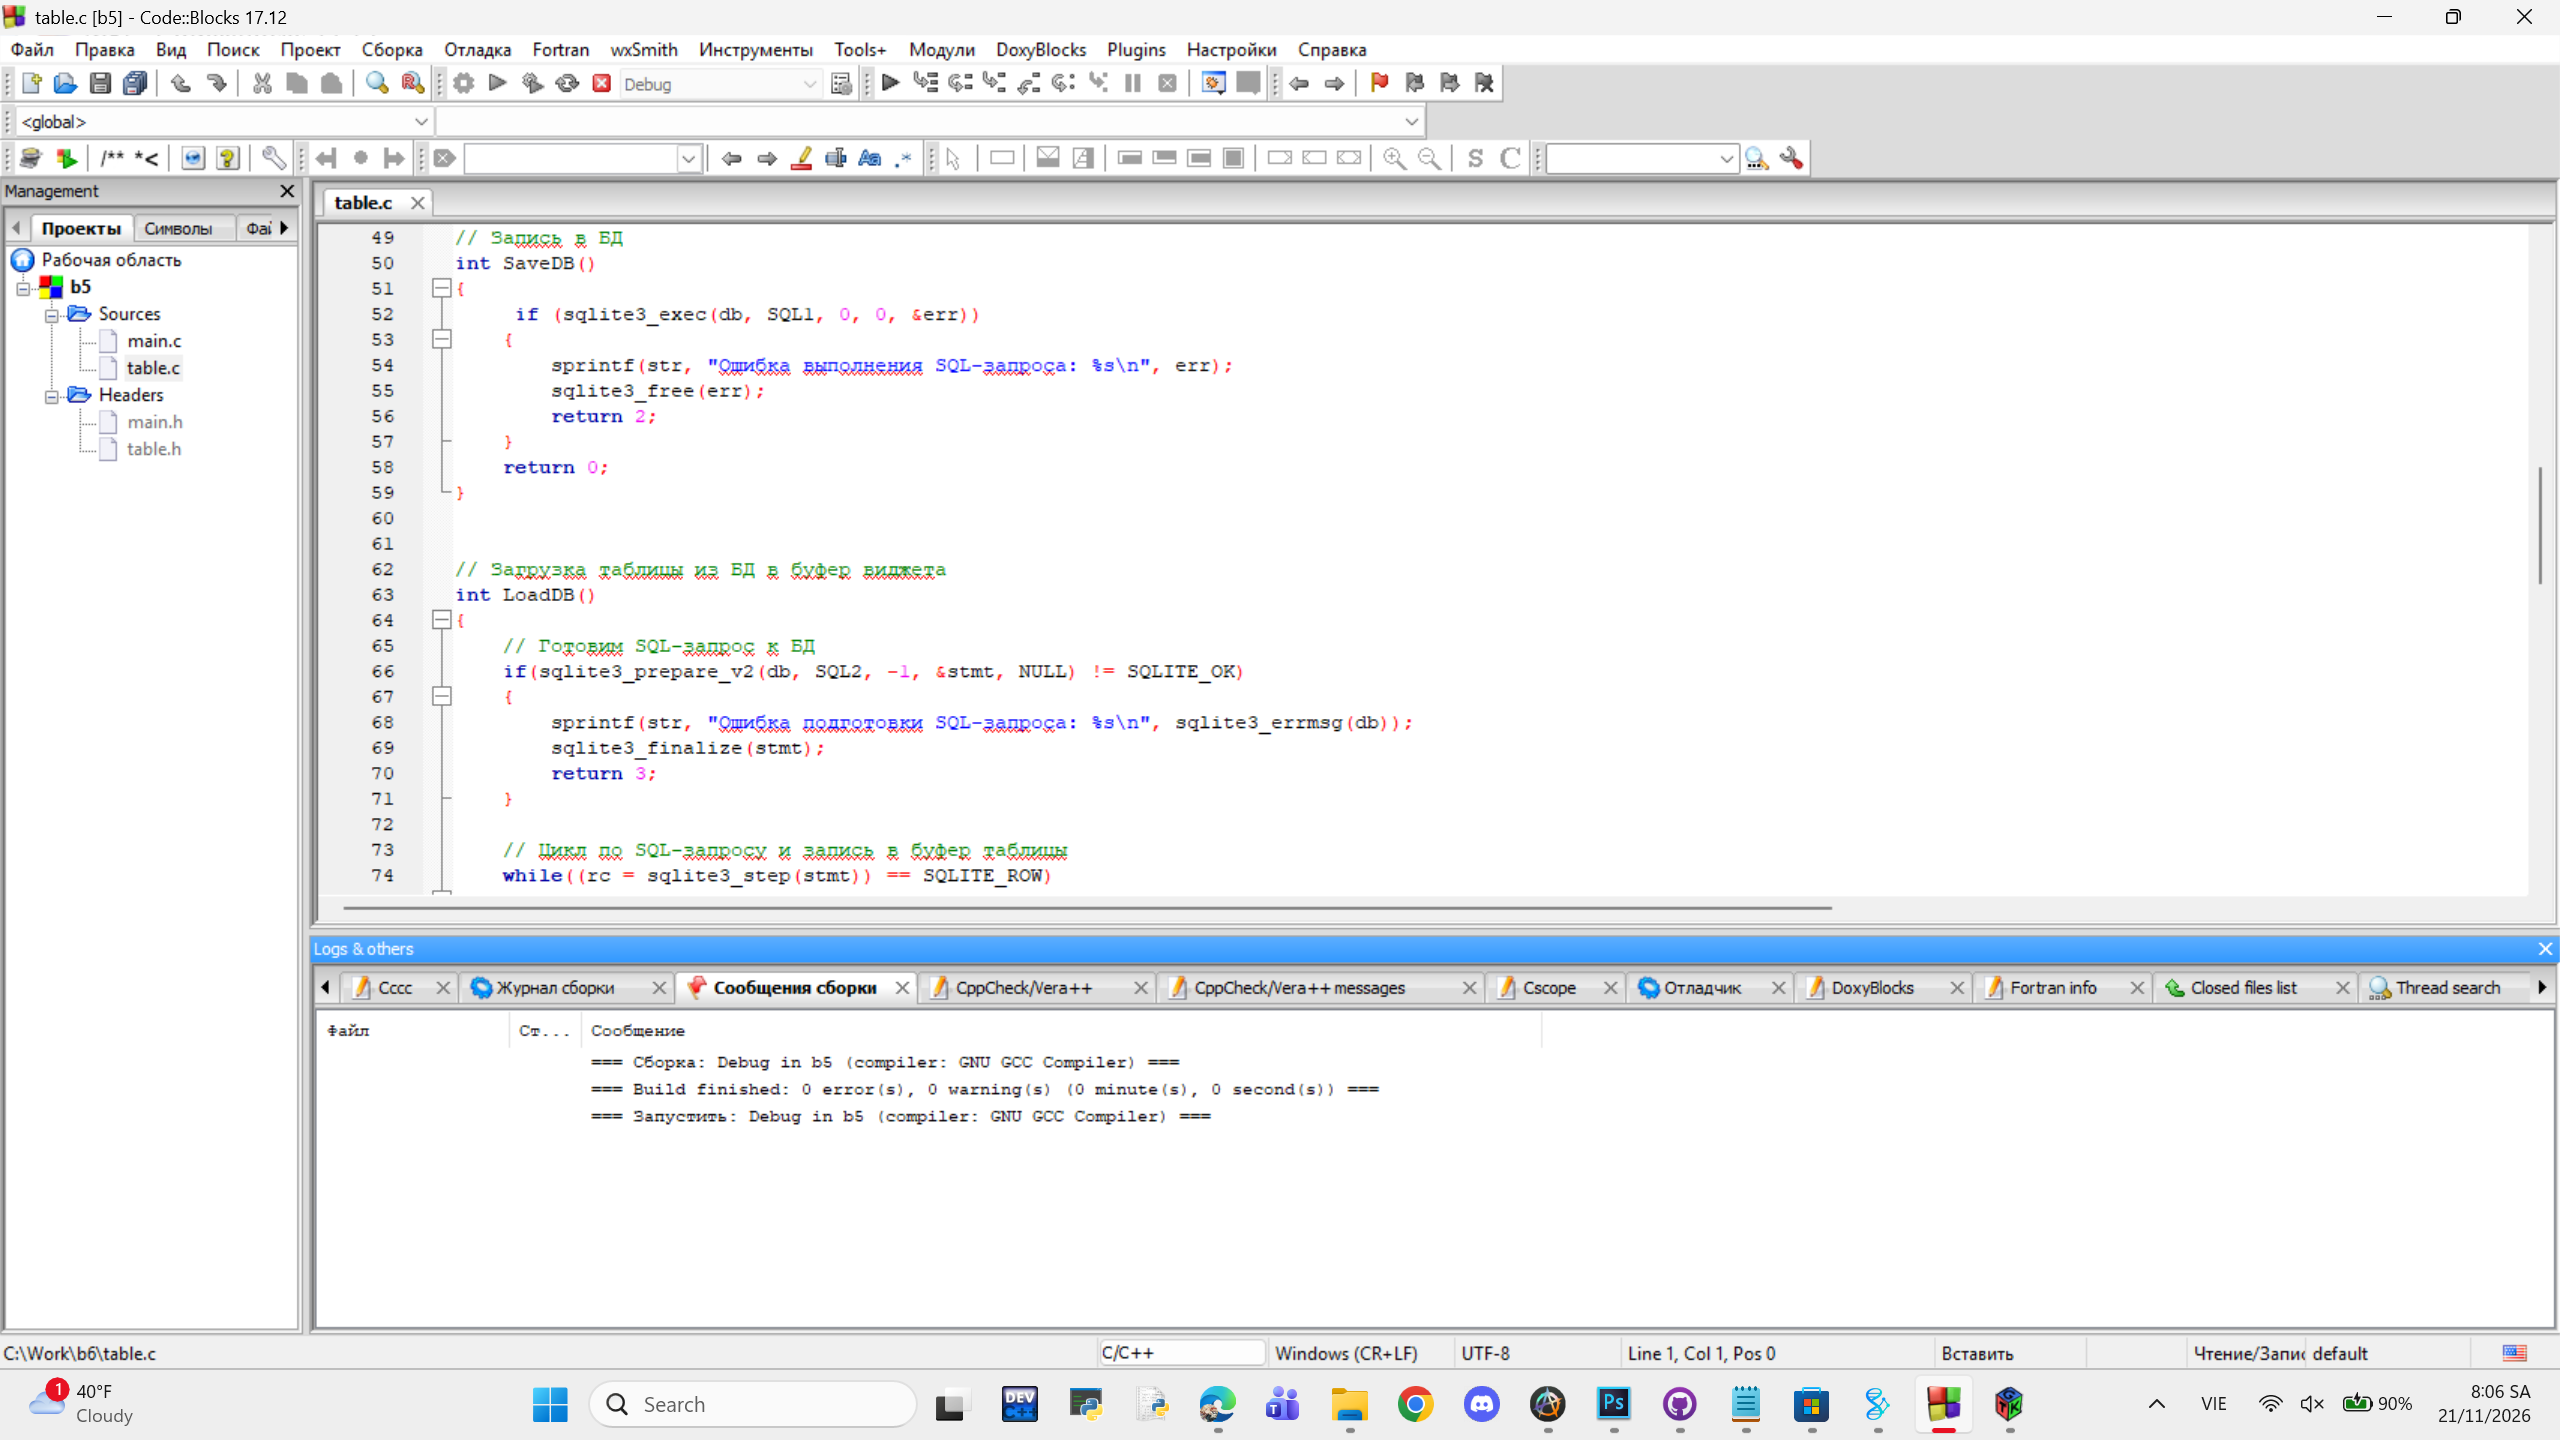 table.c [b5] - Code::Blocks 17.12
Файл Правка Вид Поиск Проект Сборка Отладка Fortran wxSmith Инструменты Tools+ Модули DoxyBlocks Plugins Настройки Справка
Debug
<global>
/** *<
Aa .*
S C
Management
Проекты Символы Фай
Рабочая область
b5
Sources
main.c
table.c
Headers
main.h
table.h
table.c
49 // Запись в БД
50 int SaveDB()
51 {
52 if (sqlite3_exec(db, SQL1, 0, 0, &err))
53 {
54 sprintf(str, "Ошибка выполнения SQL-запроса: %s\n", err);
55 sqlite3_free(err);
56 return 2;
57 }
58 return 0;
59 }
60
61
62 // Загрузка таблицы из БД в буфер виджета
63 int LoadDB()
64 {
65 // Готовим SQL-запрос к БД
66 if(sqlite3_prepare_v2(db, SQL2, -1, &stmt, NULL) != SQLITE_OK)
67 {
68 sprintf(str, "Ошибка подготовки SQL-запроса: %s\n", sqlite3_errmsg(db));
69 sqlite3_finalize(stmt);
70 return 3;
71 }
72
73 // Цикл по SQL-запросу и запись в буфер таблицы
74 while((rc = sqlite3_step(stmt)) == SQLITE_ROW)
Logs & others
Cccc Журнал сборки Сообщения сборки CppCheck/Vera++ CppCheck/Vera++ messages Cscope Отладчик DoxyBlocks Fortran info Closed files list Thread search
Файл Ст... Сообщение
=== Сборка: Debug in b5 (compiler: GNU GCC Compiler) ===
=== Build finished: 0 error(s), 0 warning(s) (0 minute(s), 0 second(s)) ===
=== Запустить: Debug in b5 (compiler: GNU GCC Compiler) ===
C:\Work\b6\table.c C/C++ Windows (CR+LF) UTF-8 Line 1, Col 1, Pos 0 Вставить Чтение/Запис default
1 40°F
Cloudy
Search
DEV C++
T
Ps
VIE
90%
8:06 SA
21/11/2026